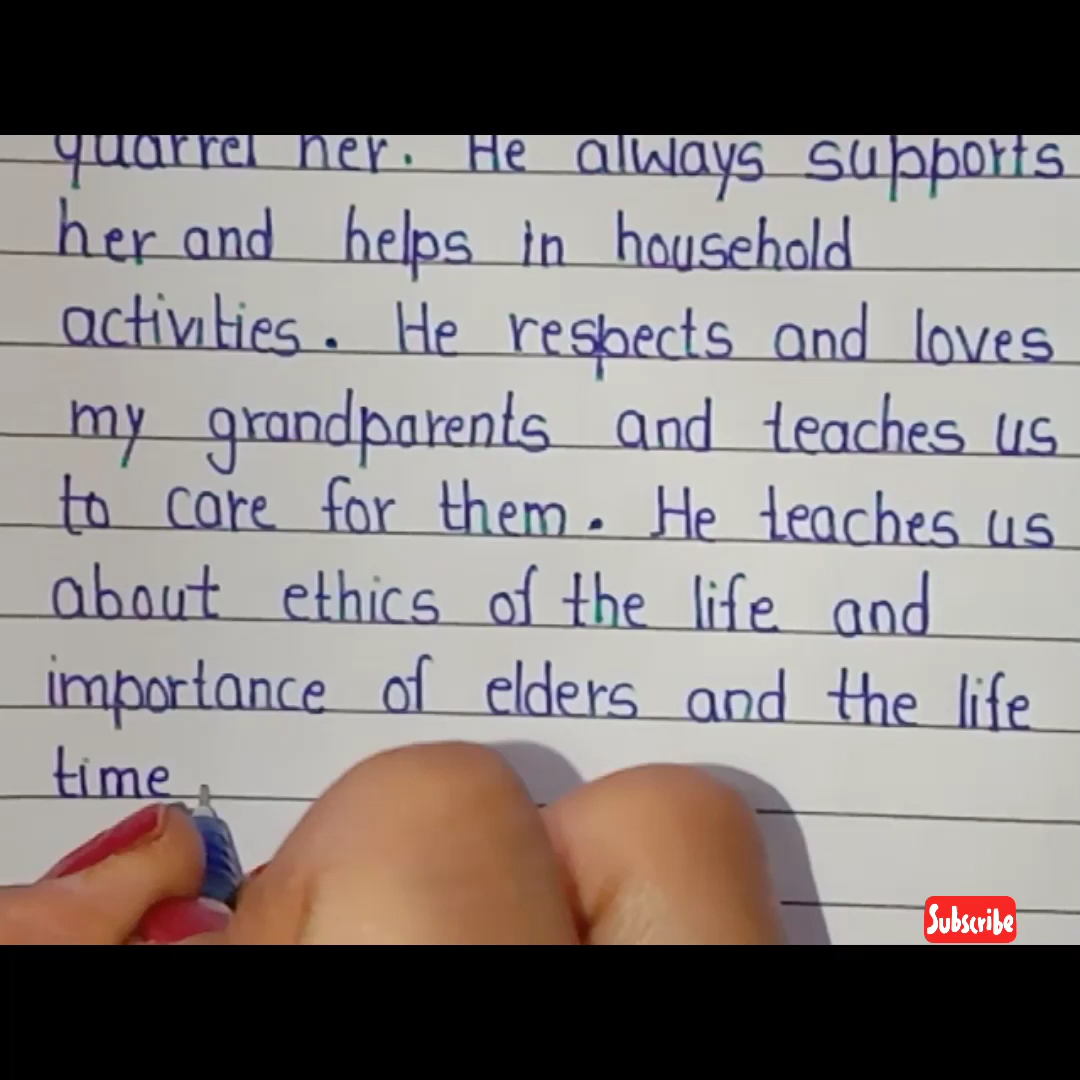 quarrel her. He always supports
her and helps in household
activities. He respects and loves
my grandparents and teaches us
to care for them. He teaches us
about ethics of the life and
importance of elders and the life
time
Subscribe